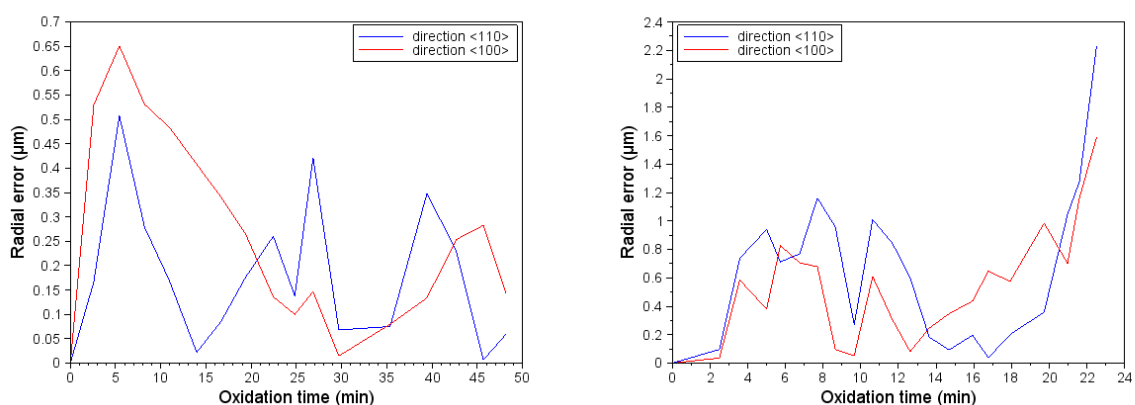 0.7
0.65
0.6
0.55
0.5
0.45
0.4
0.35
0.3
0.25
0.2
0.15
0.1
0.05
0
Radial error (µm)
0 5 10 15 20 25 30 35 40 45 50
Oxidation time (min)
direction <110>
direction <100>
2.4
2.2
2
1.8
1.6
1.4
1.2
1
0.8
0.6
0.4
0.2
0
Radial error (µm)
0 2 4 6 8 10 12 14 16 18 20 22 24
Oxidation time (min)
direction <110>
direction <100>